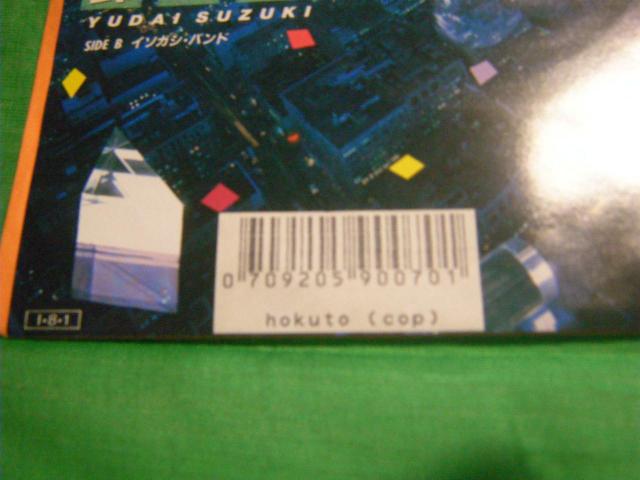 YUDAI SUZUKI
SIDE B イソガシ・バンド
0 709205 900701
hokuto (cop)
1・8・1